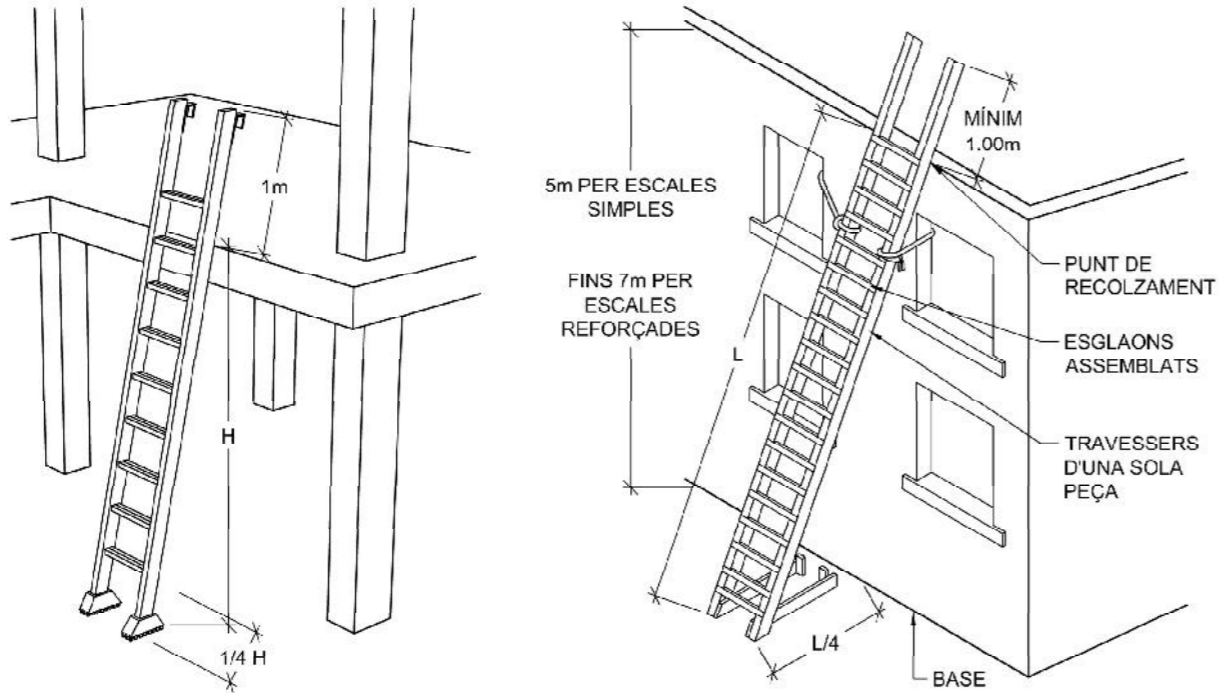 1m
H
1/4 H
5m PER ESCALES
SIMPLES
FINS 7m PER
ESCALES
REFORÇADES
L
MÍNIM
1.00m
PUNT DE
RECOLZAMENT
ESGLAONS
ASSEMBLATS
TRAVESSERS
D'UNA SOLA
PEÇA
L/4
BASE